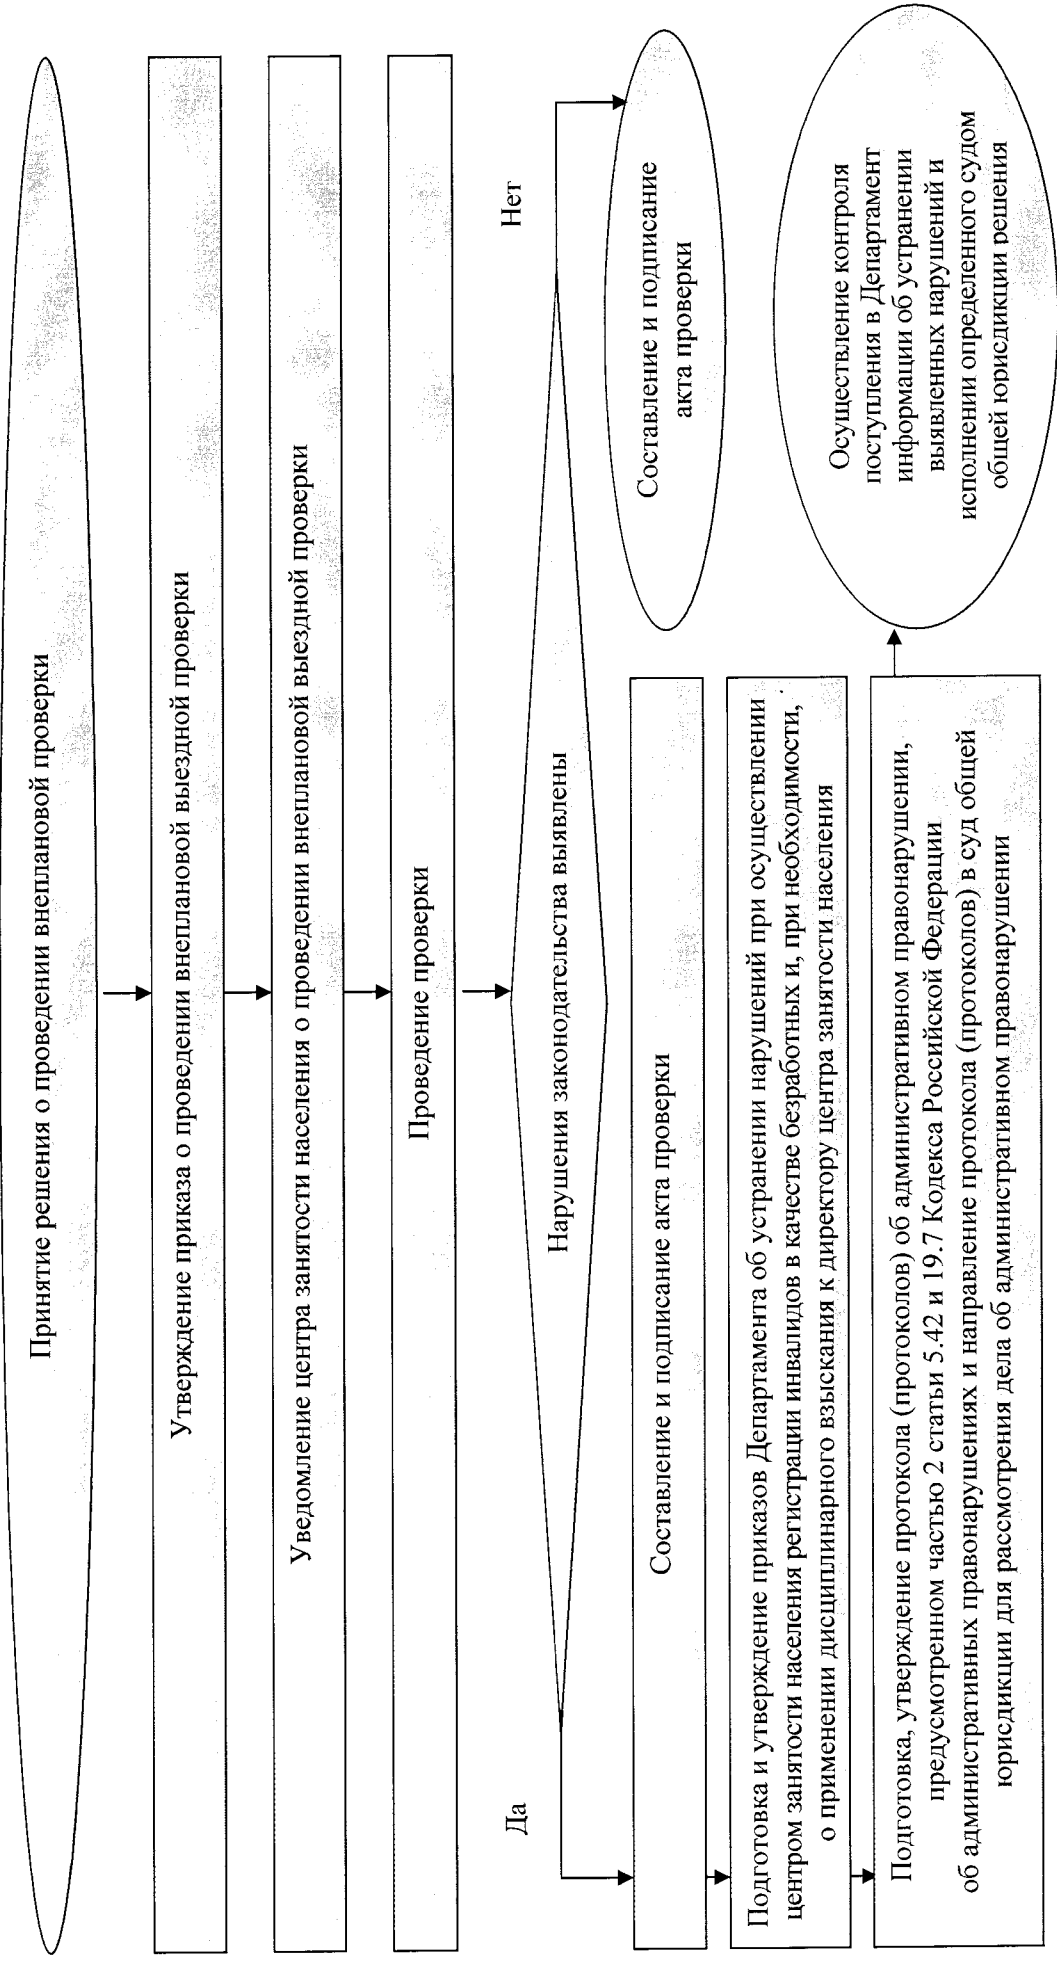 Принятие решения о проведении внеплановой проверки
Утверждение приказа о проведении внеплановой выездной проверки
Уведомление центра занятости населения о проведении внеплановой выездной проверки
Проведение проверки
Нарушения законодательства выявлены
Да
Нет
Составление и подписание акта проверки
Подготовка и утверждение приказов Департамента об устранении нарушений при осуществлении
центром занятости населения регистрации инвалидов в качестве безработных и, при необходимости,
о применении дисциплинарного взыскания к директору центра занятости населения
Подготовка, утверждение протокола (протоколов) об административном правонарушении,
предусмотренном частью 2 статьи 5.42 и 19.7 Кодекса Российской Федерации
об административных правонарушениях и направление протокола (протоколов) в суд общей
юрисдикции для рассмотрения дела об административном правонарушении
Составление и подписание
акта проверки
Осуществление контроля
поступления в Департамент
информации об устранении
выявленных нарушений и
исполнении определенного судом
общей юрисдикции решения